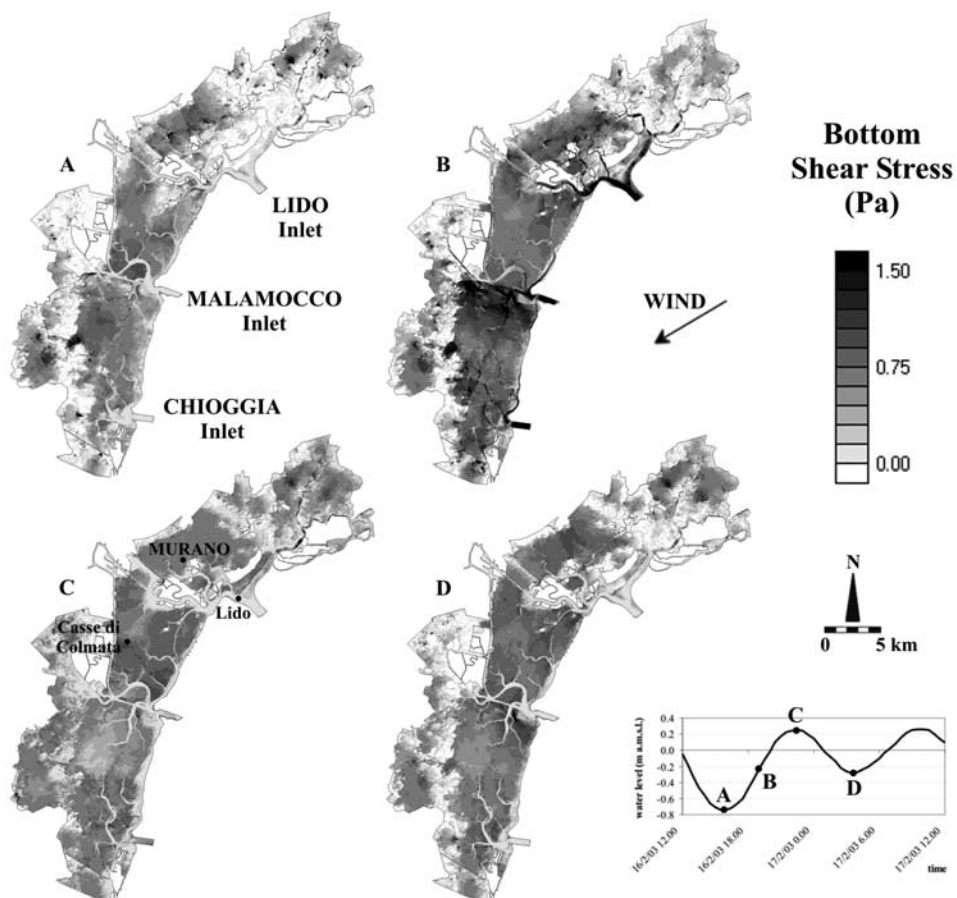 A
LIDO
Inlet
MALAMOCCO
Inlet
CHIOGGIA
Inlet
B
WIND
Bottom
Shear Stress
(Pa)
1.50
0.75
0.00
C
MURANO
Lido
Casse di
Colmata
D
N
0 5 km
water level (m a.m.s.l.)
0.4
0.2
0.0
-0.2
-0.4
-0.6
-0.8
A
B
C
D
16/2/03 12.00
16/2/03 18.00
17/2/03 0.00
17/2/03 6.00
17/2/03 12.00
time